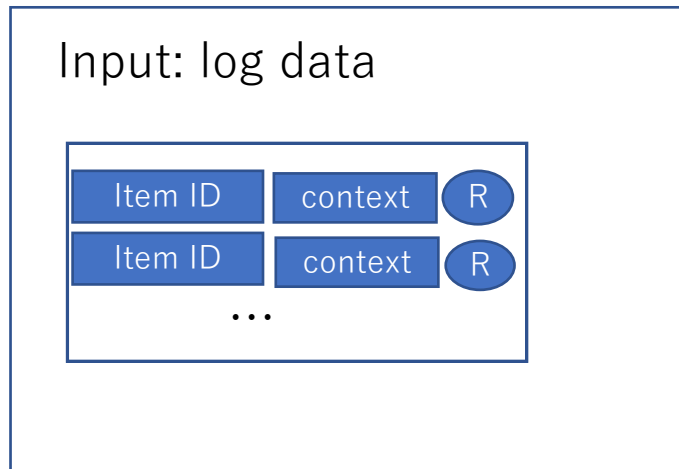 Input: log data
Item ID context R
Item ID context R
...